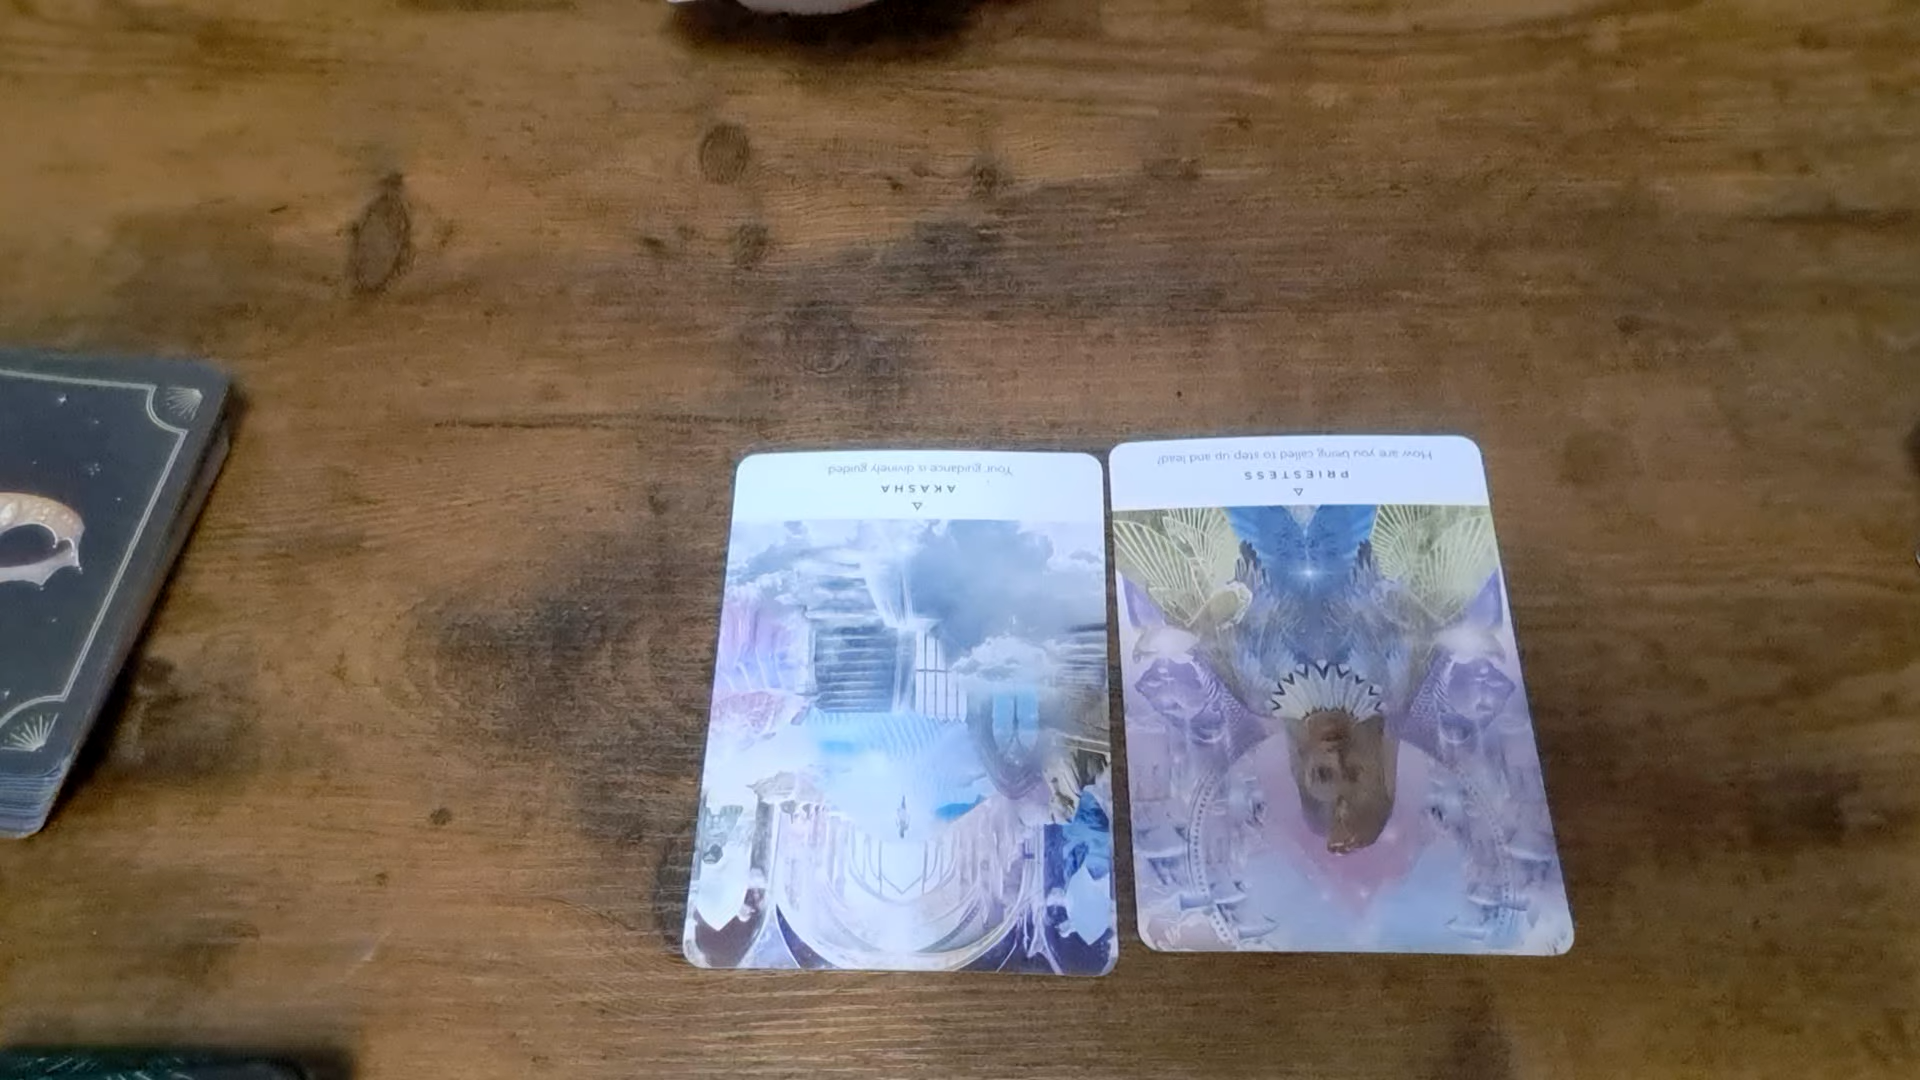 AKASHA
Your guidance is divinely guided
PRIESTESS
How are you being called to step up and lead?